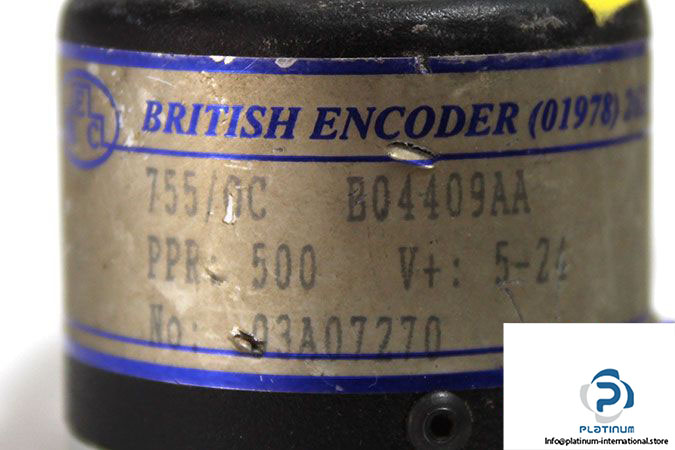 BRITISH ENCODER (01978)
755/OC B04409AA
PPR: 500 V+: 5-24
No: 03A07270
PLATINUM
Info@platinum-international.store